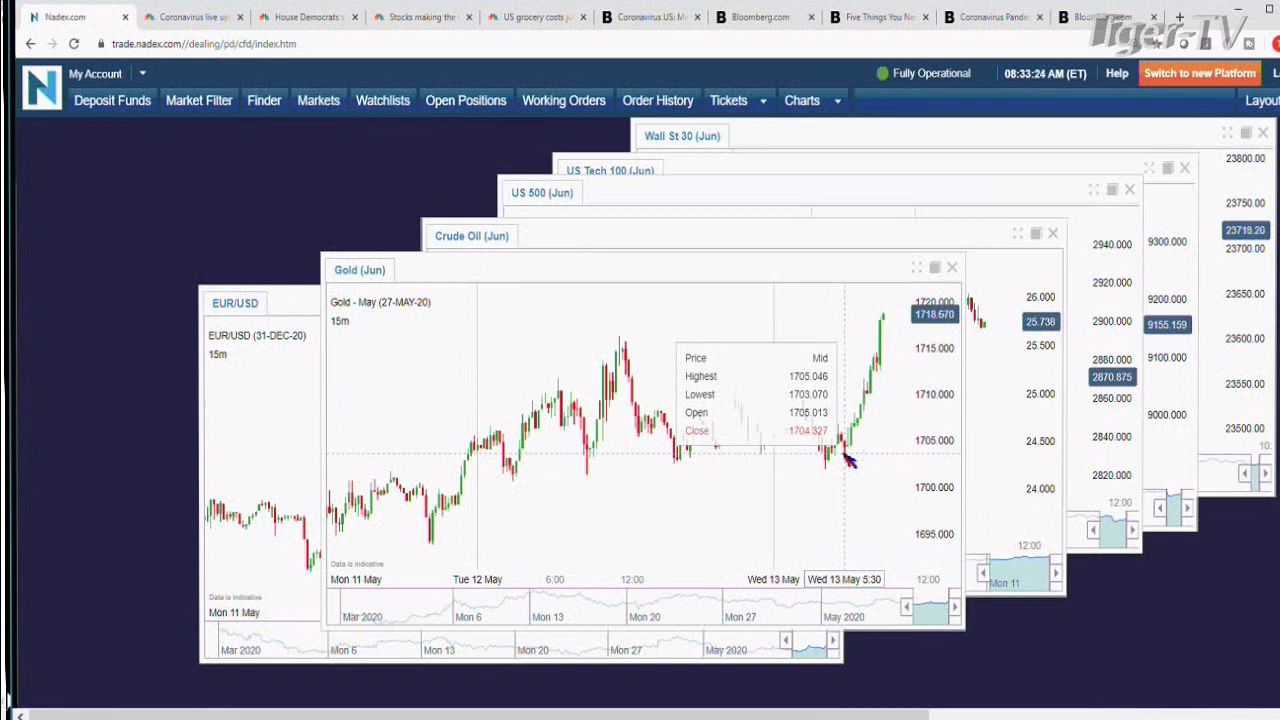 Nadex.com
Coronavirus live up
House Democrats'
Stocks making the
US grocery costs ju
Coronavirus US: M
Bloomberg.com
Five Things You Ne
Coronavirus Pande
Tiger-TV
trade.nadex.com//dealing/pd/cfd/index.htm
N
My Account
Fully Operational
08:33:24 AM (ET)
Help
Switch to new Platform
Deposit Funds
Market Filter
Finder
Markets
Watchlists
Open Positions
Working Orders
Order History
Tickets
Charts
Layou
Wall St 30 (Jun)
23800.00
23750.00
23718.20
23700.00
23650.00
23600.00
23550.00
23500.00
US Tech 100 (Jun)
9300.00
9200.00
9155.159
9100.00
9000.00
US 500 (Jun)
2940.000
2920.000
2900.000
2880.000
2870.875
2860.000
2840.000
2820.000
12:00
Crude Oil (Jun)
26.000
25.738
25.500
25.000
24.500
24.000
12:00
Mon 11
Gold (Jun)
Gold - May (27-MAY-20)
15m
1720.000
1718.670
1715.000
1710.000
1705.000
1700.000
1695.000
Price Mid
Highest 1705.046
Lowest 1703.070
Open 1705.013
Close 1704.327
Data is indicative
Mon 11 May
Tue 12 May
6:00
12:00
Wed 13 May
Wed 13 May 5:30
12:00
Mar 2020
Mon 6
Mon 13
Mon 20
Mon 27
May 2020
EUR/USD
EUR/USD (31-DEC-20)
15m
Data is indicative
Mon 11 May
Mar 2020
Mon 6
Mon 13
Mon 20
Mon 27
May 2020